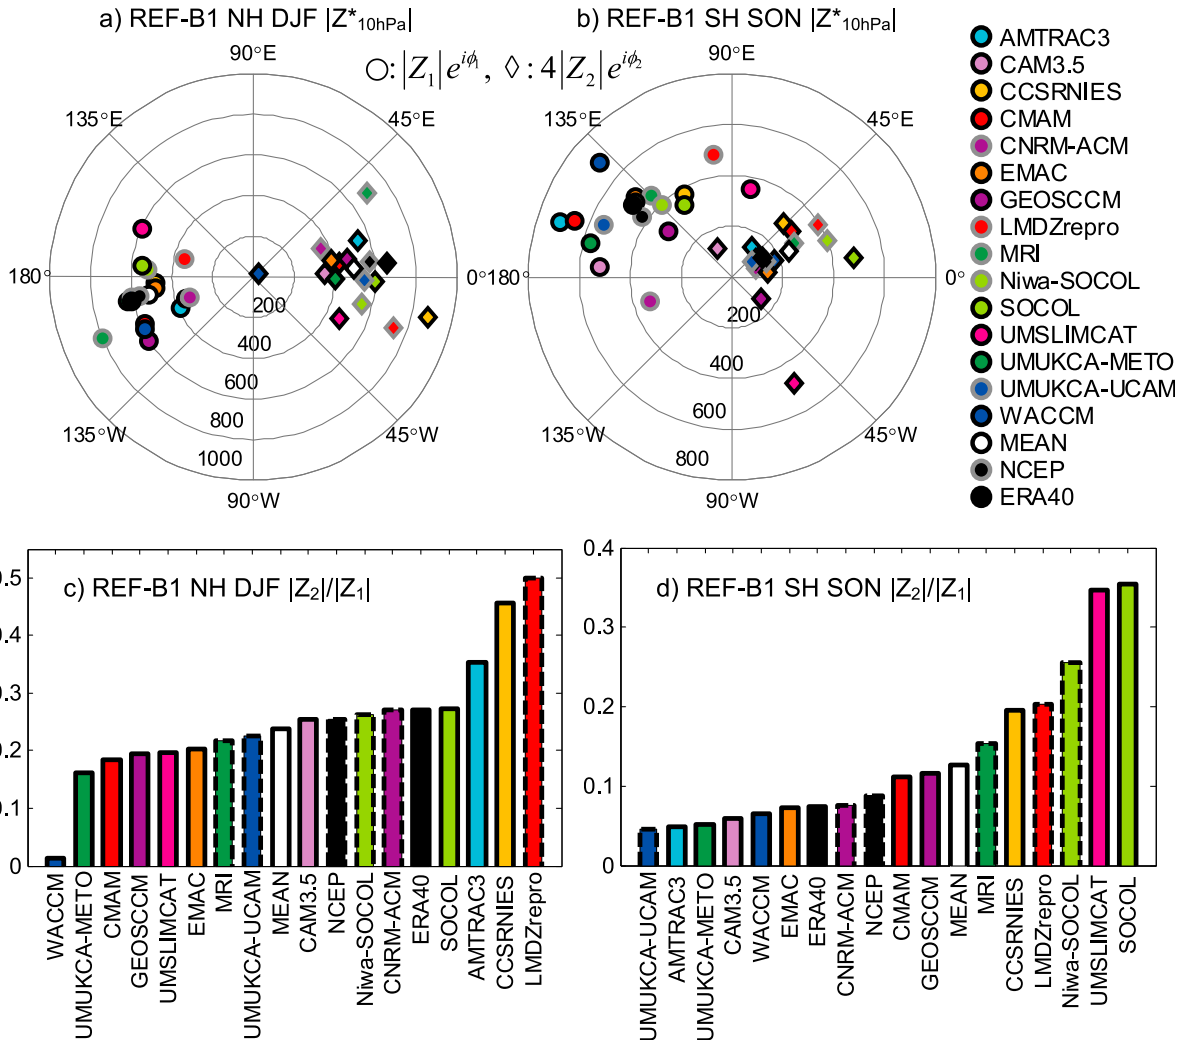 a) REF-B1 NH DJF |Z*10hPa|
b) REF-B1 SH SON |Z*10hPa|
○:|Z1|e^{iϕ1}, ◊:4|Z2|e^{iϕ2}
90°E
135°E
45°E
180°
0°
200
400
600
800
1000
135°W
45°W
90°W
90°E
135°E
45°E
180°
0°
200
400
600
800
135°W
45°W
90°W
AMTRAC3
CAM3.5
CCSRNIES
CMAM
CNRM-ACM
EMAC
GEOSCCM
LMDZrepro
MRI
Niwa-SOCOL
SOCOL
UMSLIMCAT
UMUKCA-METO
UMUKCA-UCAM
WACCM
MEAN
NCEP
ERA40
c) REF-B1 NH DJF |Z2|/|Z1|
0.5
0.4
0.3
0.2
0.1
0
WACCM
UMUKCA-METO
CMAM
GEOSCCM
UMSLIMCAT
EMAC
MRI
UMUKCA-UCAM
MEAN
CAM3.5
NCEP
Niwa-SOCOL
CNRM-ACM
ERA40
SOCOL
AMTRAC3
CCSRNIES
LMDZrepro
d) REF-B1 SH SON |Z2|/|Z1|
0.4
0.3
0.2
0.1
0
UMUKCA-UCAM
AMTRAC3
UMUKCA-METO
CAM3.5
WACCM
EMAC
ERA40
CNRM-ACM
NCEP
CMAM
GEOSCCM
MEAN
MRI
CCSRNIES
LMDZrepro
Niwa-SOCOL
UMSLIMCAT
SOCOL